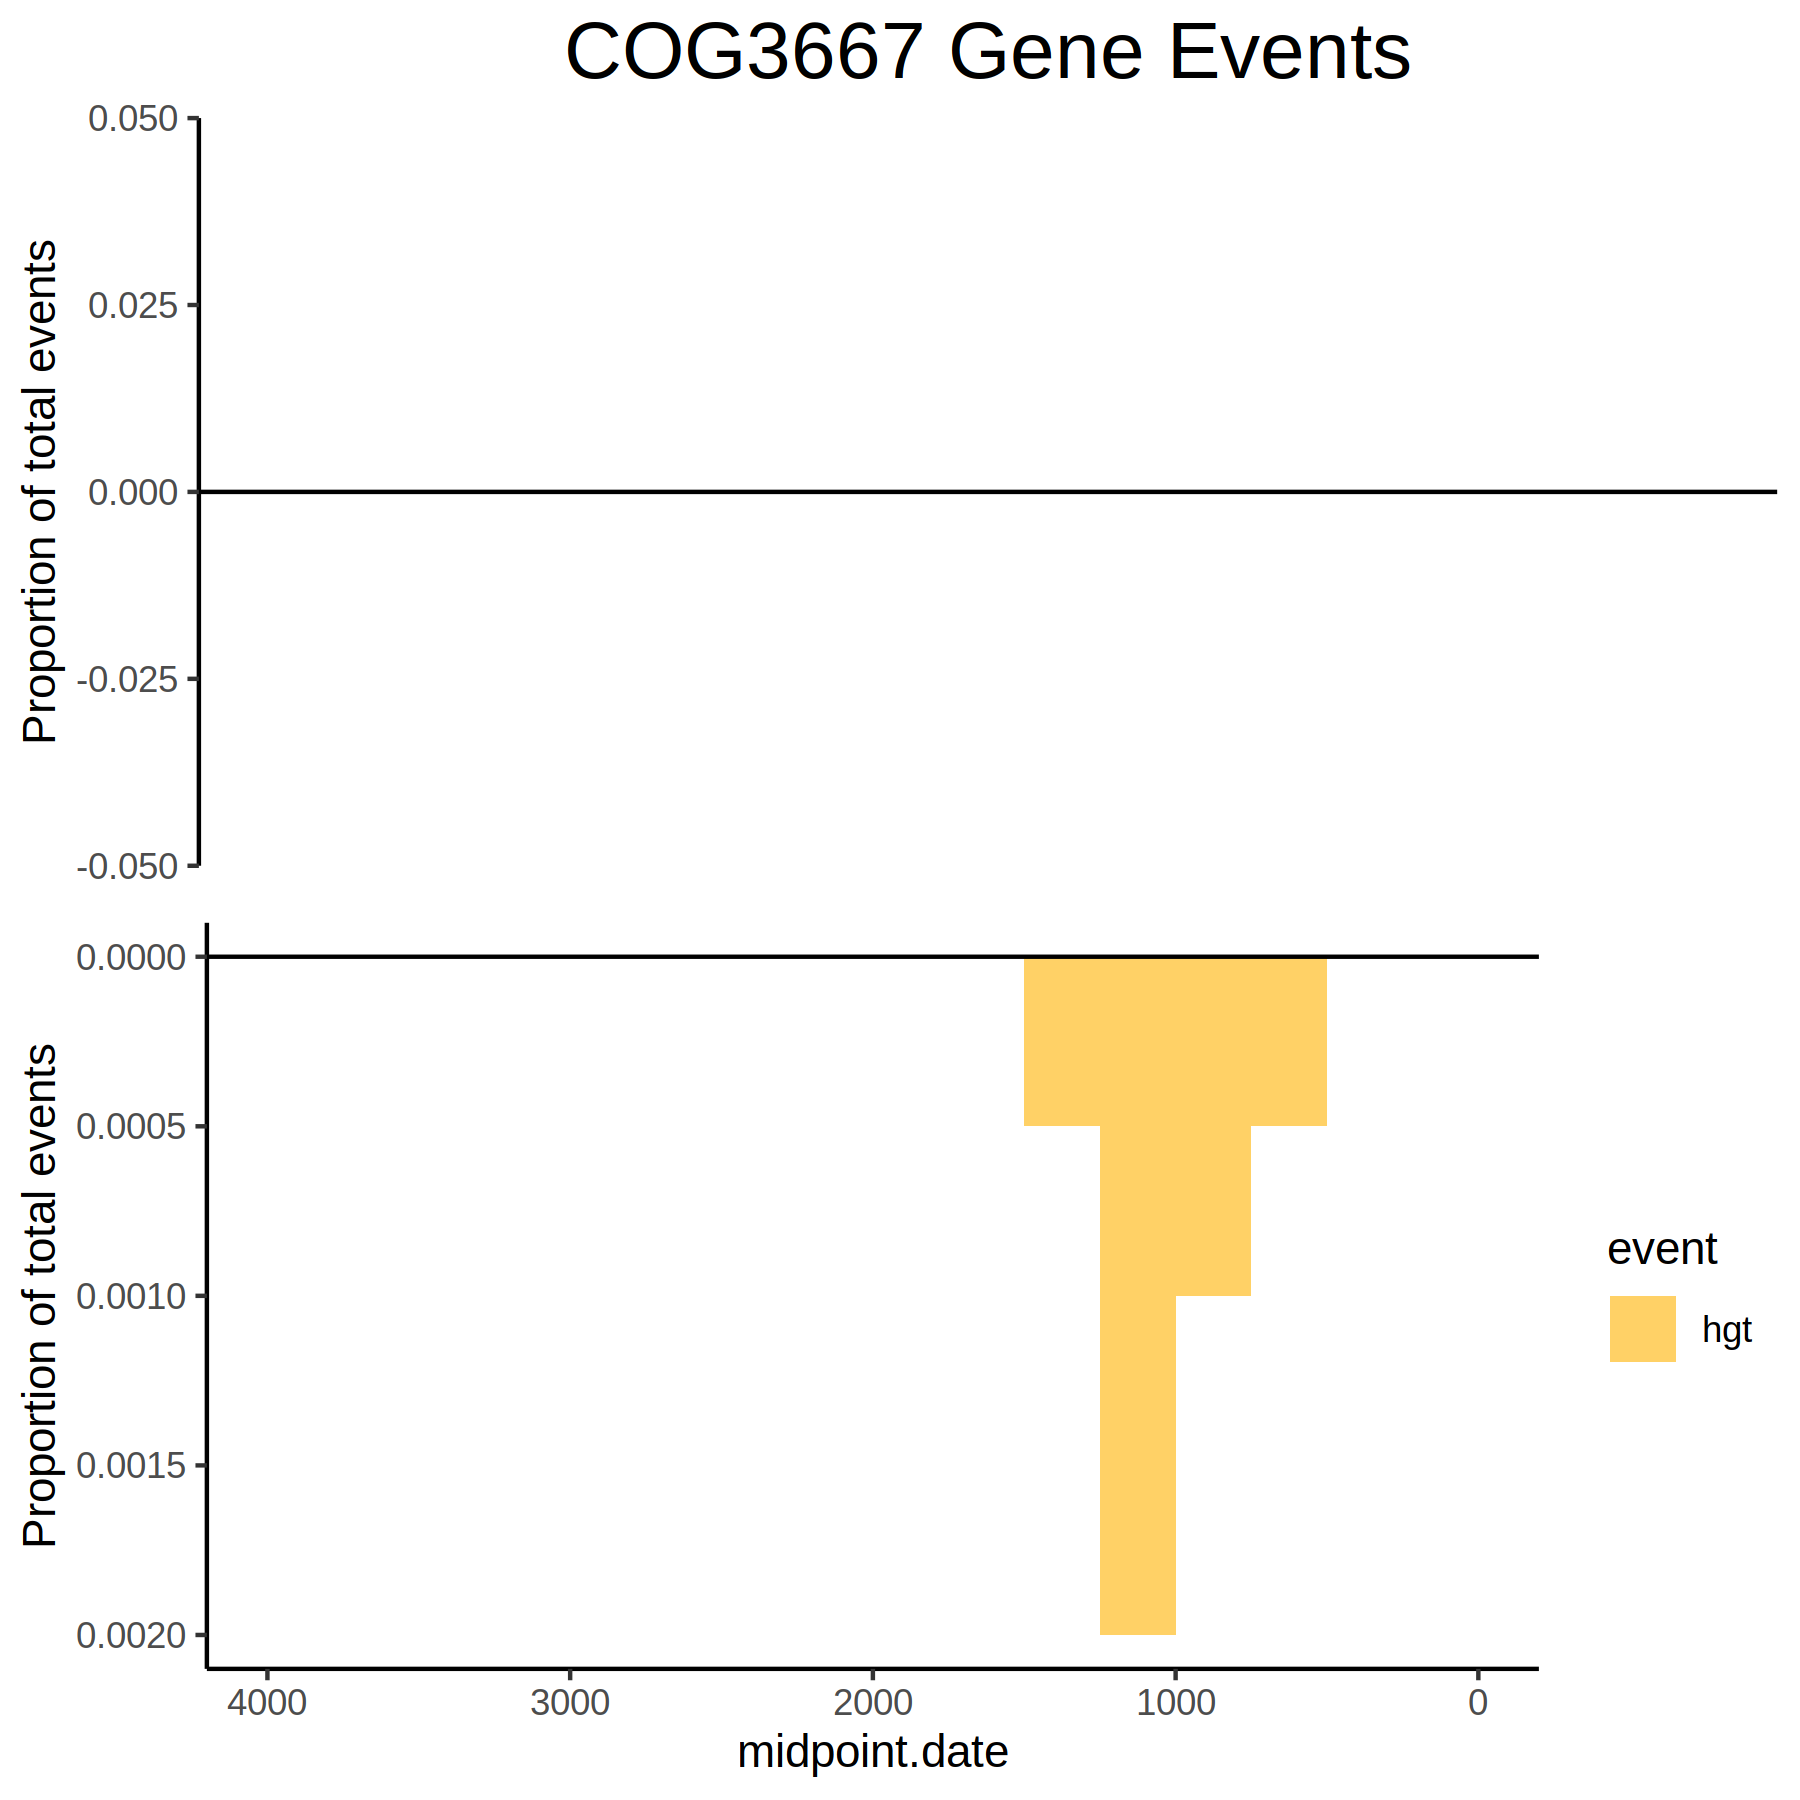 COG3667 Gene Events
0.050
0.025
0.000
-0.025
-0.050
Proportion of total events
0.0000
0.0005
0.0010
0.0015
0.0020
Proportion of total events
4000 3000 2000 1000 0
midpoint.date
event
hgt